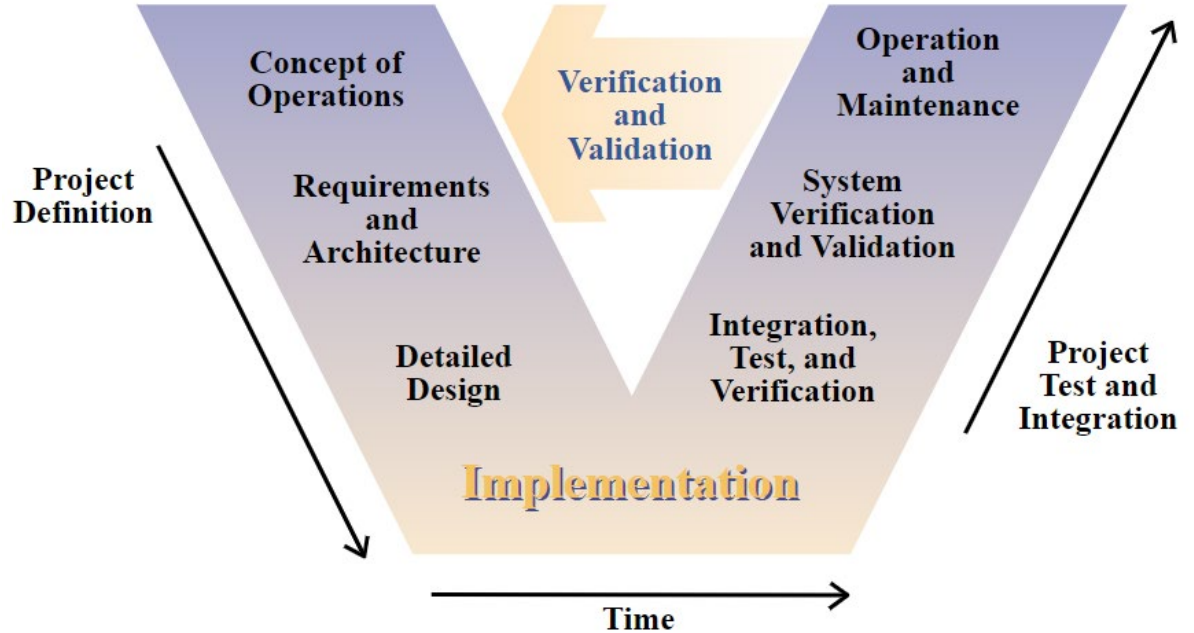 Concept of
Operations
Verification
and
Validation
Operation
and
Maintenance
Project
Definition
Requirements
and
Architecture
System
Verification
and Validation
Detailed
Design
Integration,
Test, and
Verification
Project
Test and
Integration
Implementation
Time